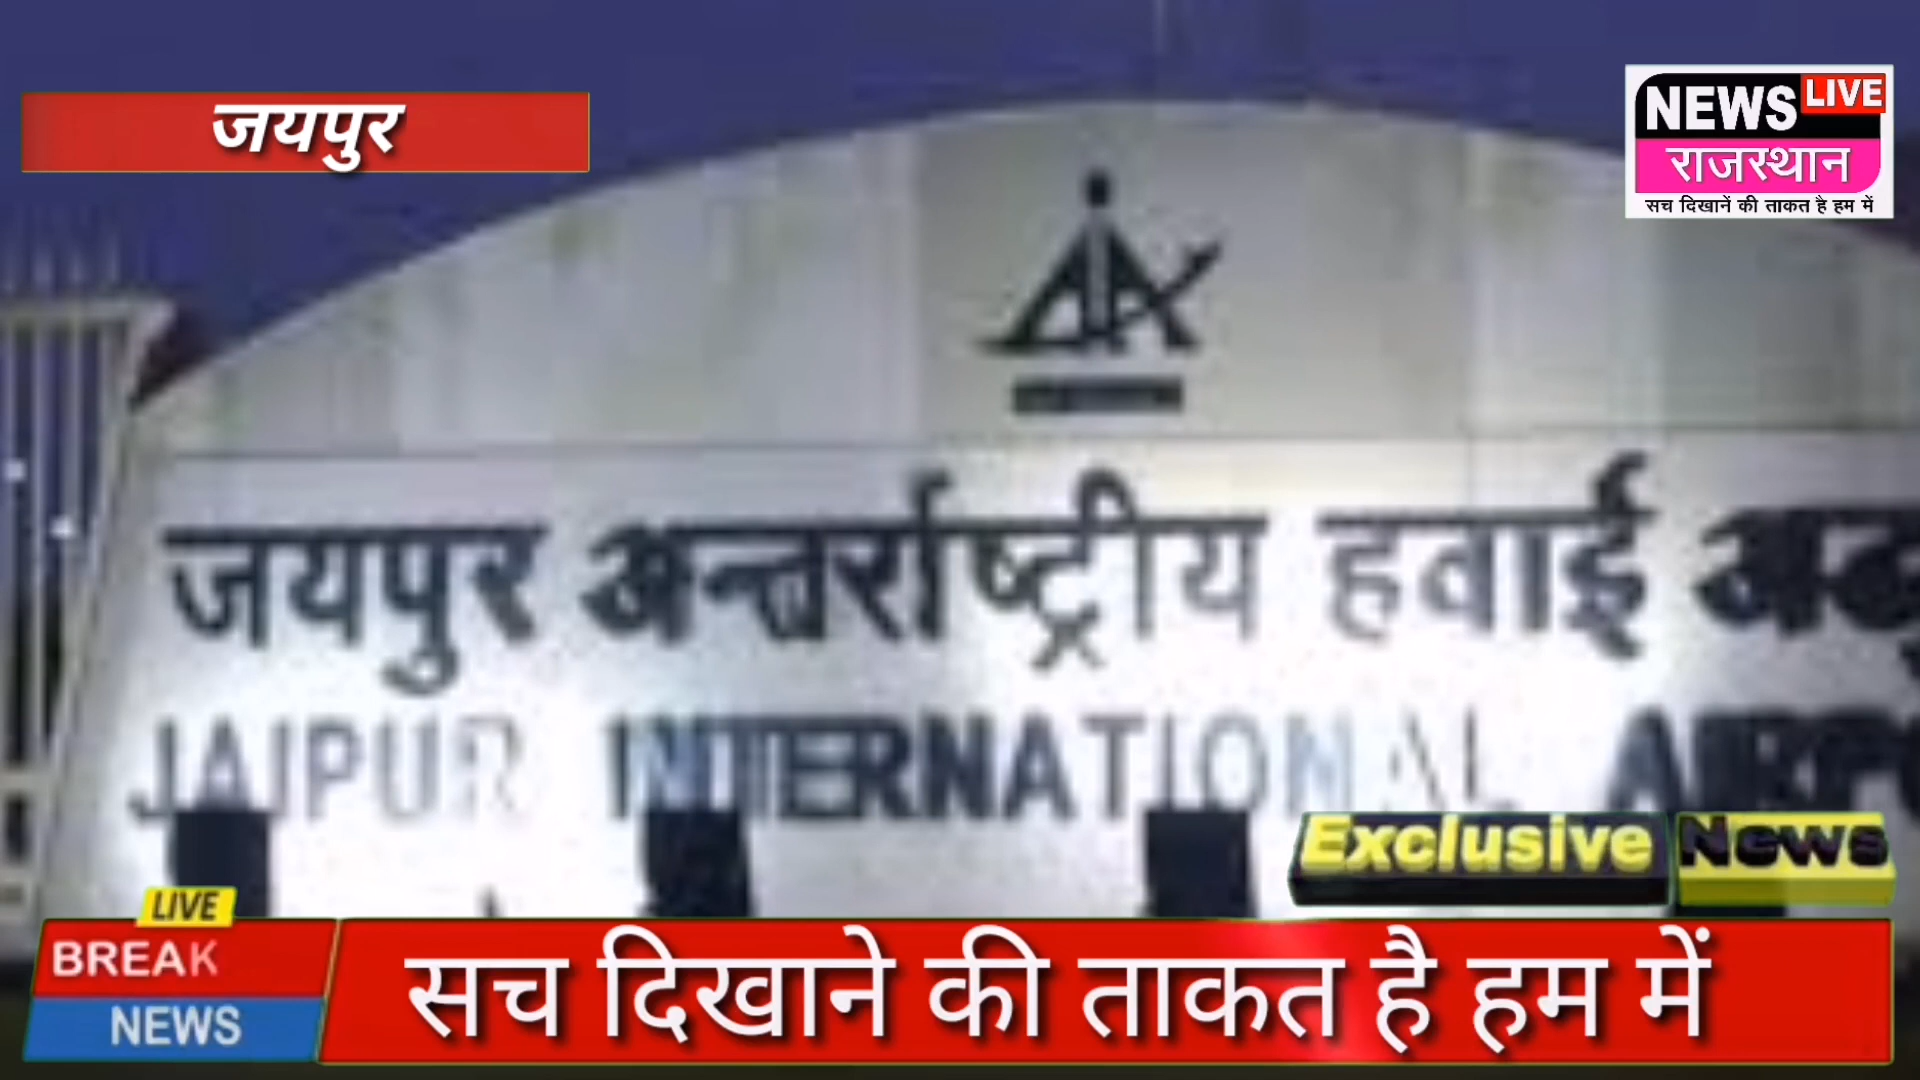 जयपुर
NEWS LIVE
राजस्थान
सच दिखानें की ताकत है हम में
जयपुर अन्तर्राष्ट्रीय हवाई
JAIPUR INTERNATIONAL
Exclusive News
LIVE
BREAK
NEWS
सच दिखाने की ताकत है हम में